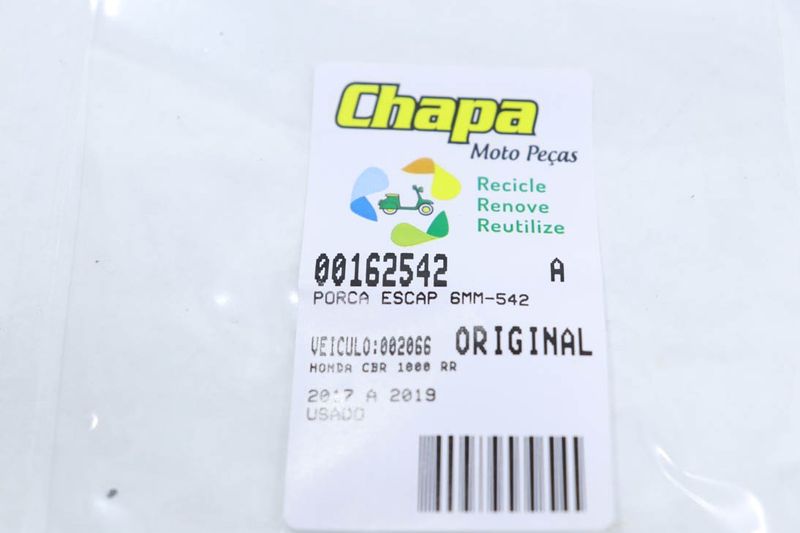 Chapa
Moto Peças
Recicle
Renove
Reutilize
00162542 A
PORCA ESCAP 6MM-542
VEICULO:002066 ORIGINAL
HONDA CBR 1000 RR
2017 A 2019
USADO